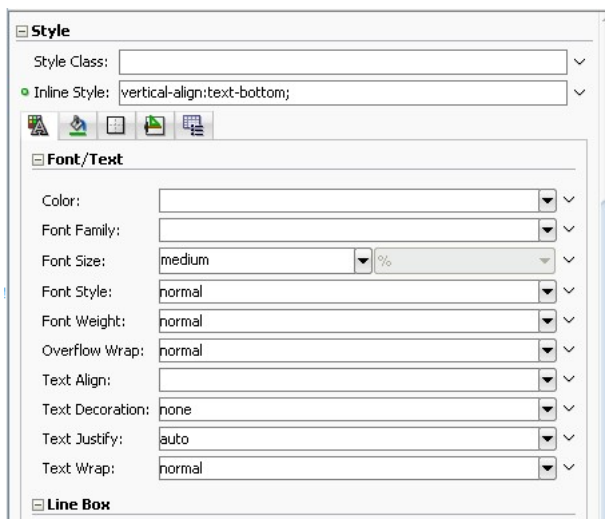 Style
Style Class:
Inline Style: vertical-align:text-bottom;
Font/Text
Color:
Font Family:
Font Size: medium %
Font Style: normal
Font Weight: normal
Overflow Wrap: normal
Text Align:
Text Decoration: none
Text Justify: auto
Text Wrap: normal
Line Box